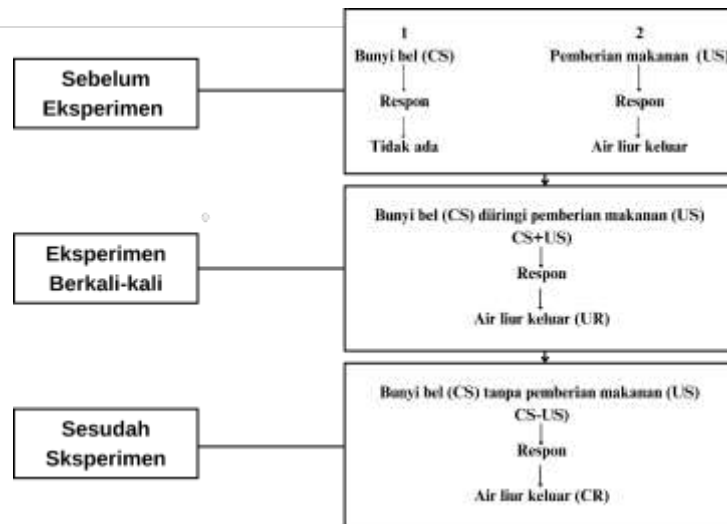 Sebelum
Eksperimen
1
2
Bunyi bel (CS)
Pemberian makanan (US)
Respon
Respon
Tidak ada
Air liur keluar
Eksperimen
Berkali-kali
Bunyi bel (CS) diiringi pemberian makanan (US)
CS+US)
Respon
Air liur keluar (UR)
Sesudah
Sksperimen
Bunyi bel (CS) tanpa pemberian makanan (US)
CS-US)
Respon
Air liur keluar (CR)